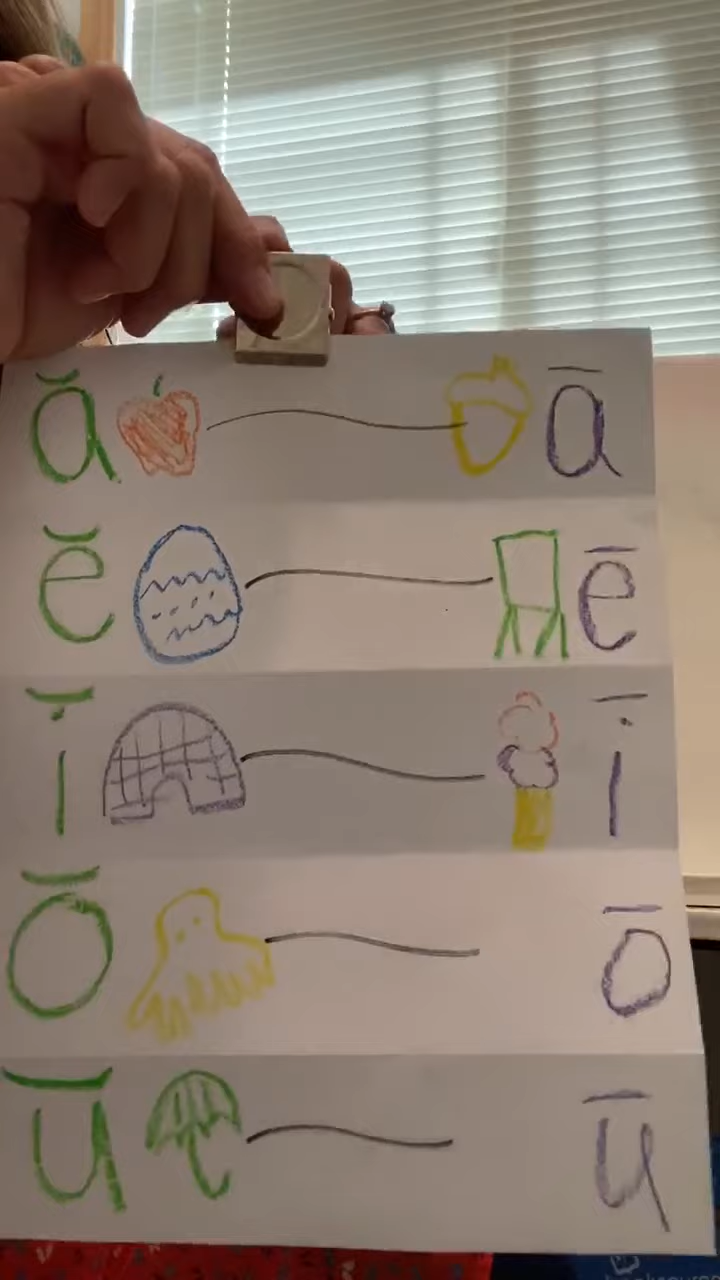 ă ā
ĕ ē
ĭ ī
ŏ ō
ŭ ū